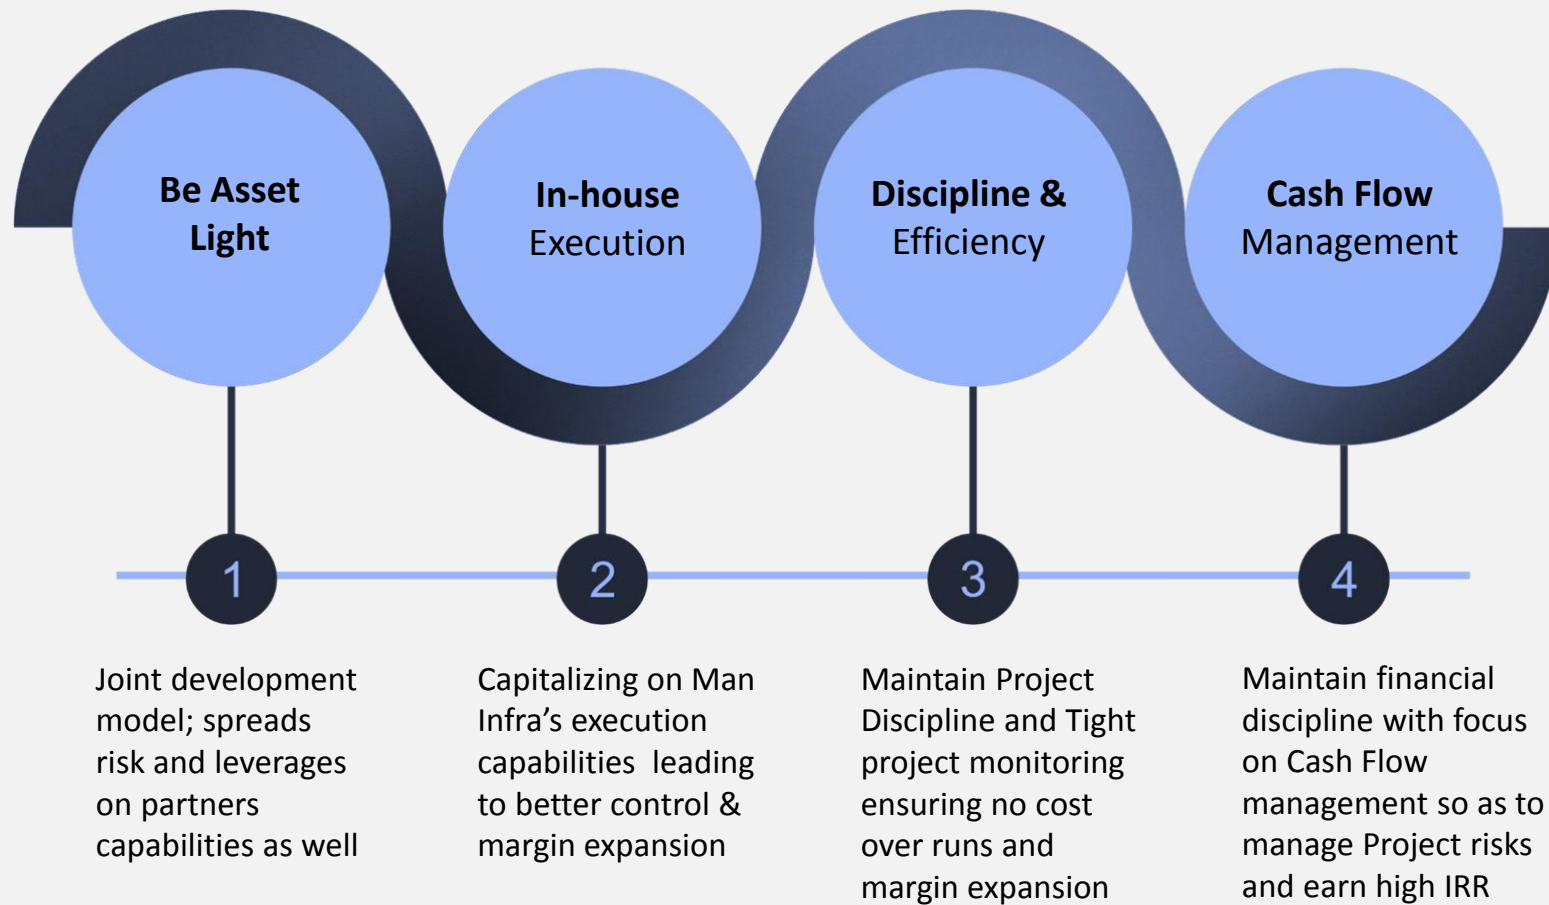 Be Asset
Light
In-house
Execution
Discipline &
Efficiency
Cash Flow
Management
1
2
3
4
Joint development
model; spreads
risk and leverages
on partners
capabilities as well
Capitalizing on Man
Infra’s execution
capabilities  leading
to better control &
margin expansion
Maintain Project
Discipline and Tight
project monitoring
ensuring no cost
over runs and
margin expansion
Maintain financial
discipline with focus
on Cash Flow
management so as to
manage Project risks
and earn high IRR